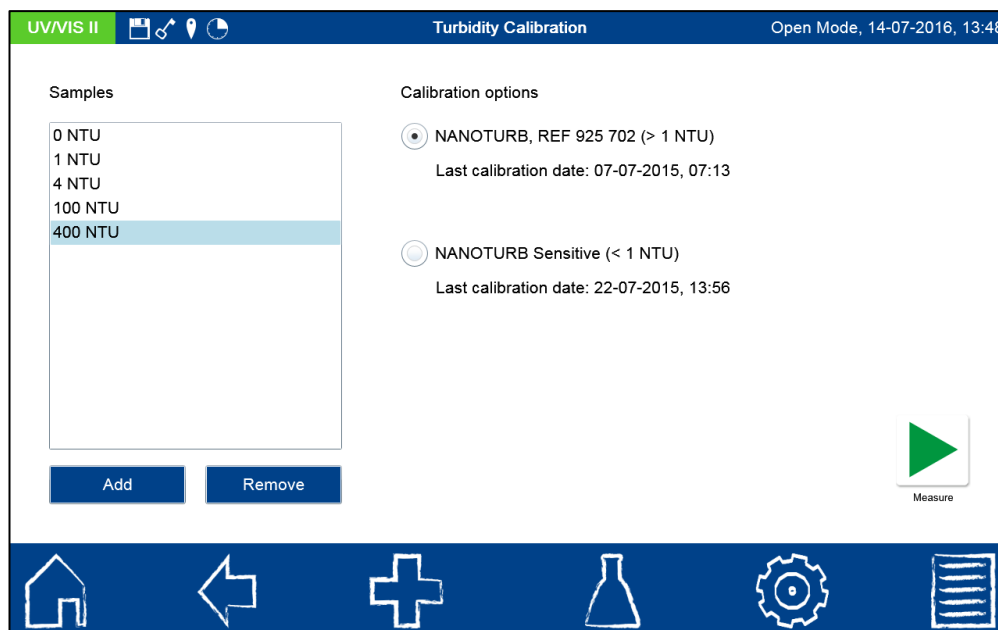 UV/VIS II
Turbidity Calibration
Open Mode, 14-07-2016, 13:48
Samples
0 NTU
1 NTU
4 NTU
100 NTU
400 NTU
Add
Remove
Calibration options
NANOTURB, REF 925 702 (> 1 NTU)
Last calibration date: 07-07-2015, 07:13
NANOTURB Sensitive (< 1 NTU)
Last calibration date: 22-07-2015, 13:56
Measure